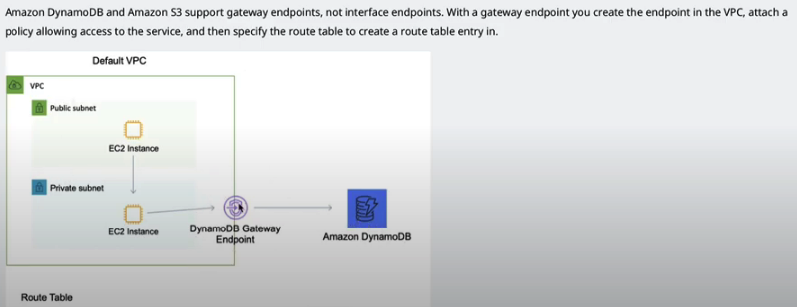 Amazon DynamoDB and Amazon S3 support gateway endpoints, not interface endpoints. With a gateway endpoint you create the endpoint in the VPC, attach a
policy allowing access to the service, and then specify the route table to create a route table entry in.
Default VPC
VPC
Public subnet
EC2 Instance
Private subnet
EC2 Instance
DynamoDB Gateway
Endpoint
Amazon DynamoDB
Route Table